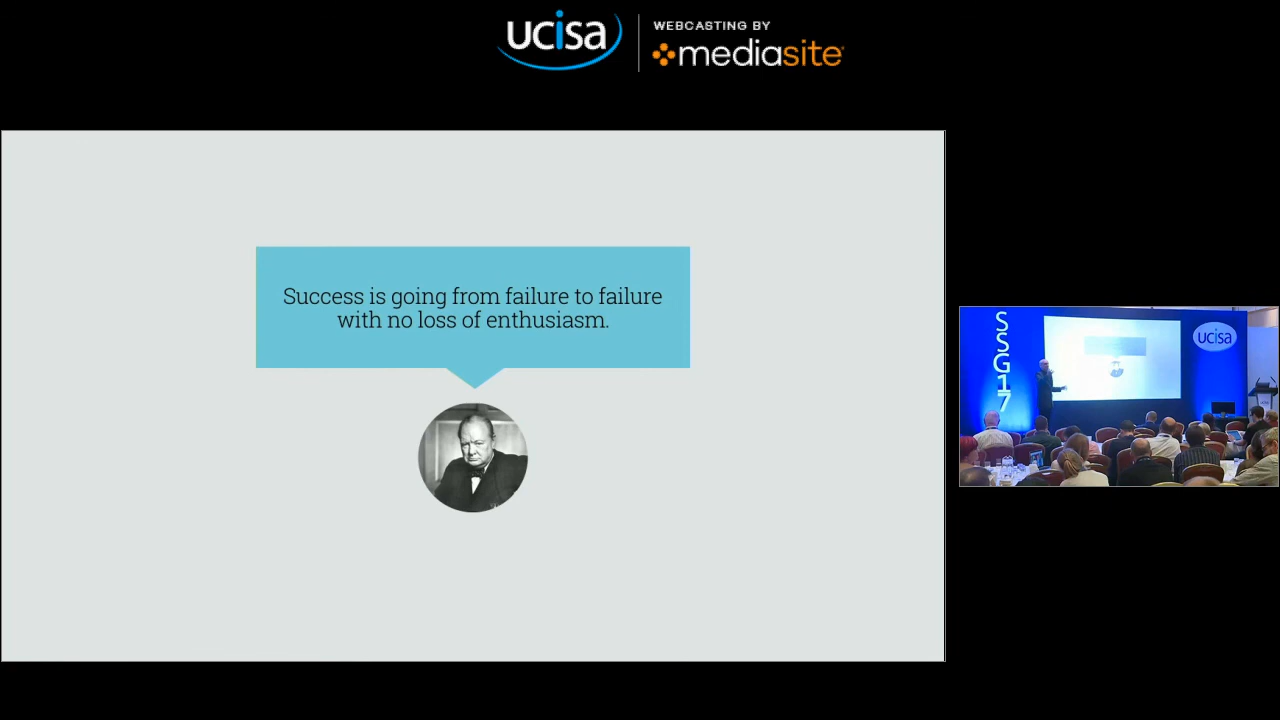 ucisa
WEBCASTING BY
mediasite
Success is going from failure to failure
with no loss of enthusiasm.
SSG17
ucisa